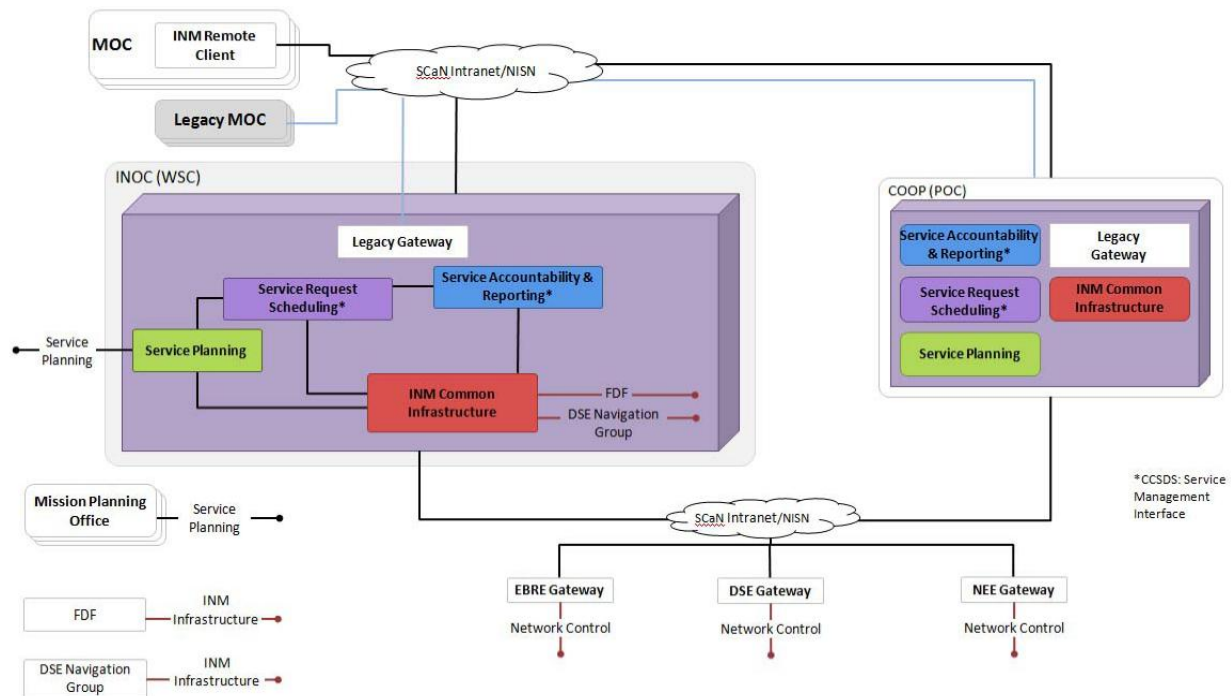 MOC
INM Remote
Client
SCaN Intranet/NISN
Legacy MOC
INOC (WSC)
Legacy Gateway
Service Request
Scheduling*
Service Accountability &
Reporting*
Service
Planning
Service Planning
INM Common
Infrastructure
FDF
DSE Navigation
Group
COOP (POC)
Service Accountability
& Reporting*
Legacy
Gateway
Service Request
Scheduling*
INM Common
Infrastructure
Service Planning
*CCSDS: Service
Management
Interface
Mission Planning
Office
Service
Planning
SCaN Intranet/NISN
EBRE Gateway
DSE Gateway
NEE Gateway
Network Control
Network Control
Network Control
FDF
INM
Infrastructure
DSE Navigation
Group
INM
Infrastructure